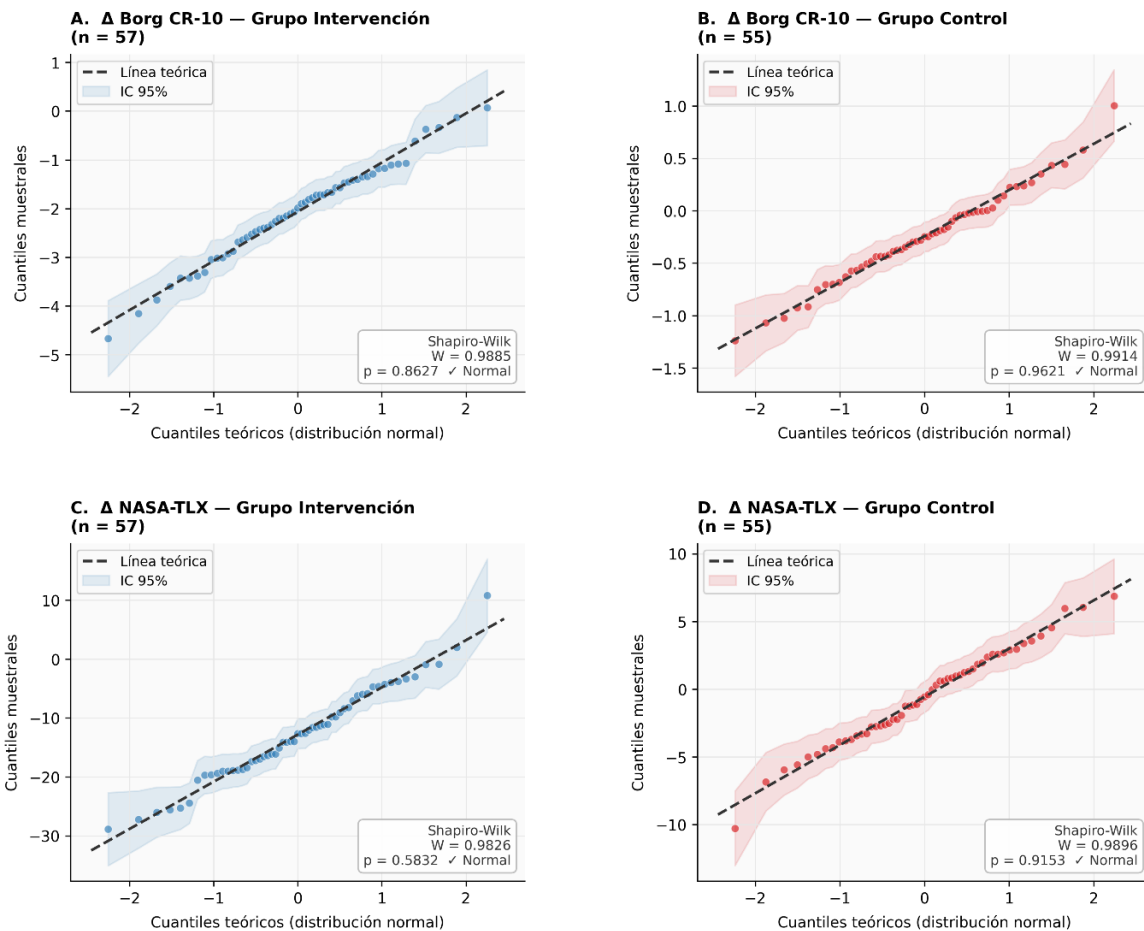 A.  Δ Borg CR-10 — Grupo Intervención
(n = 57)
Línea teórica
IC 95%
1
0
−1
−2
−3
−4
−5
Cuantiles muestrales
Shapiro-Wilk
W = 0.9885
p = 0.8627  ✓ Normal
−2
−1
0
1
2
Cuantiles teóricos (distribución normal)
B.  Δ Borg CR-10 — Grupo Control
(n = 55)
Línea teórica
IC 95%
1.0
0.5
0.0
−0.5
−1.0
−1.5
Cuantiles muestrales
Shapiro-Wilk
W = 0.9914
p = 0.9621  ✓ Normal
−2
−1
0
1
2
Cuantiles teóricos (distribución normal)
C.  Δ NASA-TLX — Grupo Intervención
(n = 57)
Línea teórica
IC 95%
10
0
−10
−20
−30
Cuantiles muestrales
Shapiro-Wilk
W = 0.9826
p = 0.5832  ✓ Normal
−2
−1
0
1
2
Cuantiles teóricos (distribución normal)
D.  Δ NASA-TLX — Grupo Control
(n = 55)
Línea teórica
IC 95%
10
5
0
−5
−10
Cuantiles muestrales
Shapiro-Wilk
W = 0.9896
p = 0.9153  ✓ Normal
−2
−1
0
1
2
Cuantiles teóricos (distribución normal)